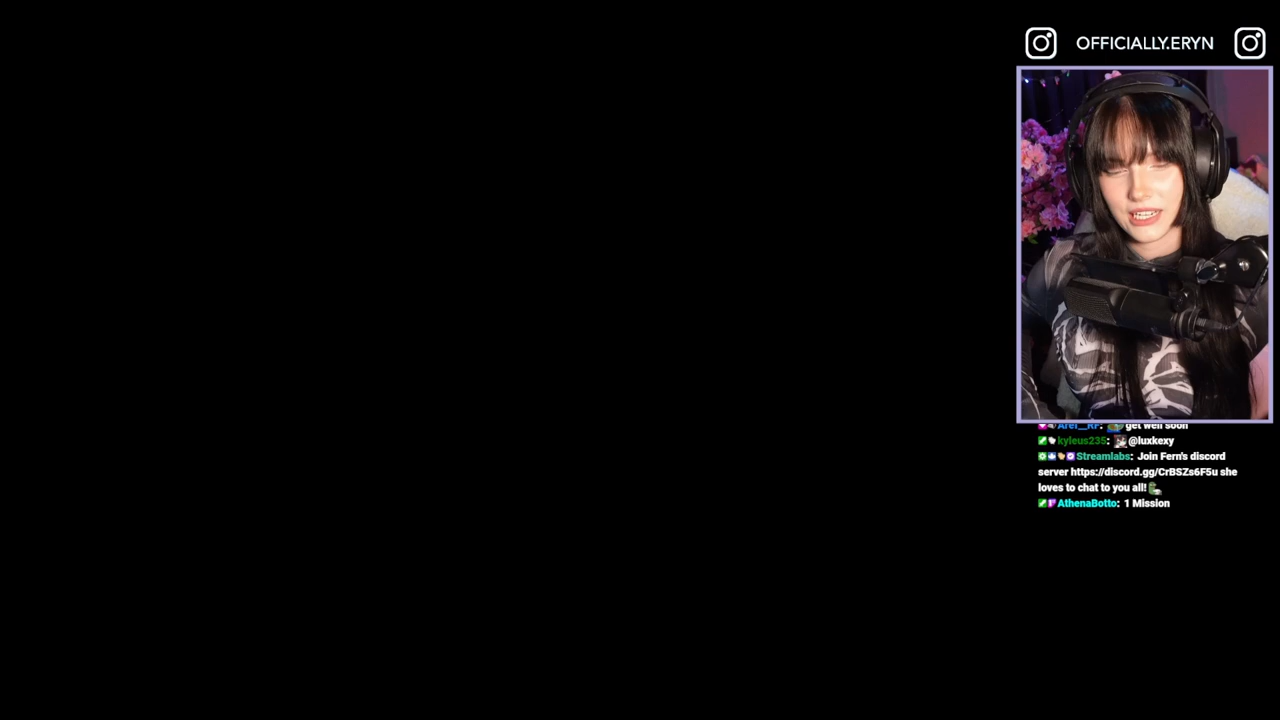 OFFICIALLY.ERYN
Aref__RF: get well soon
kyleus235: @luxkexy
Streamlabs: Join Fern's discord
server https://discord.gg/CrBSZs6F5u she
loves to chat to you all!
AthenaBotto: 1 Mission